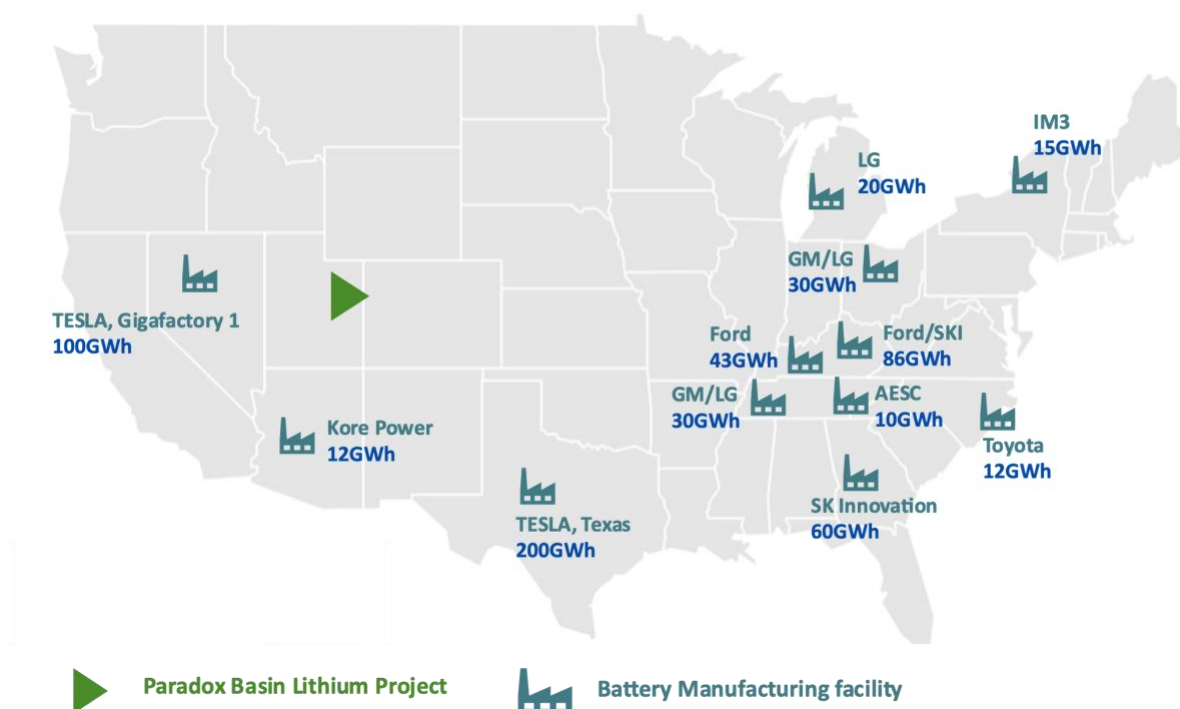 IM3
15GWh
LG
20GWh
GM/LG
30GWh
TESLA, Gigafactory 1
100GWh
Ford
43GWh
Ford/SKI
86GWh
GM/LG
30GWh
AESC
10GWh
Kore Power
12GWh
Toyota
12GWh
SK Innovation
60GWh
TESLA, Texas
200GWh
Paradox Basin Lithium Project
Battery Manufacturing facility